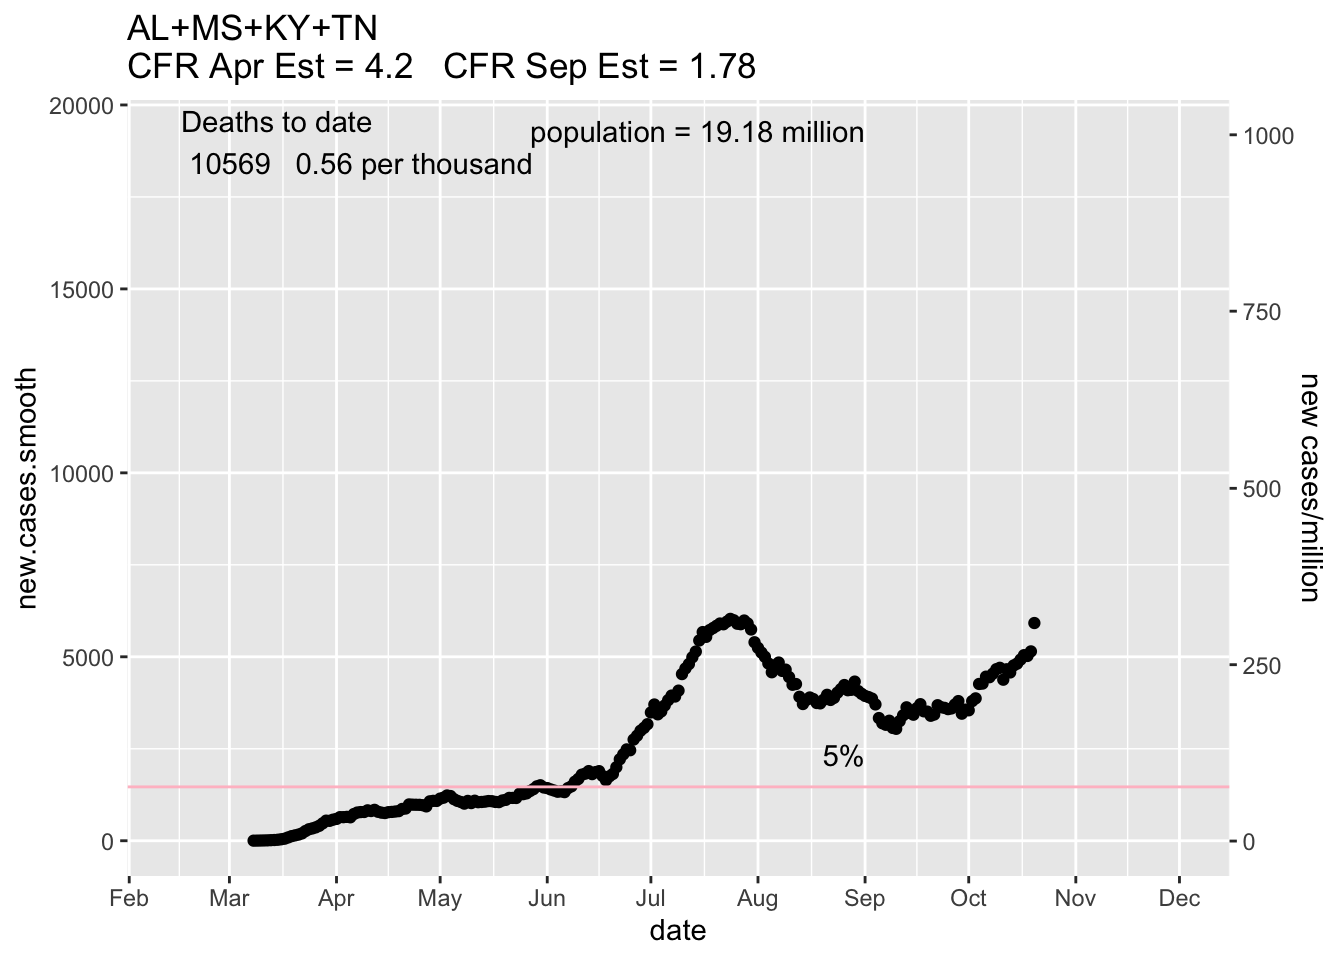 AL+MS+KY+TN
CFR Apr Est = 4.2   CFR Sep Est = 1.78
Deaths to date
10569   0.56 per thousand
population = 19.18 million
20000
15000
10000
5000
0
new.cases.smooth
1000
750
500
250
0
new cases/million
5%
Feb Mar Apr May Jun Jul Aug Sep Oct Nov Dec
date